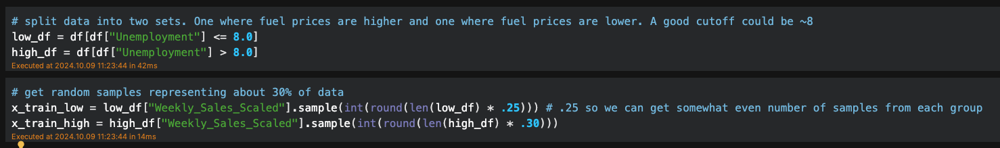 # split data into two sets. One where fuel prices are higher and one where fuel prices are lower. A good cutoff could be ~8
low_df = df[df["Unemployment"] <= 8.0]
high_df = df[df["Unemployment"] > 8.0]
Executed at 2024.10.09 11:23:44 in 42ms
# get random samples representing about 30% of data
x_train_low = low_df["Weekly_Sales_Scaled"].sample(int(round(len(low_df) * .25))) # .25 so we can get somewhat even number of samples from each group
x_train_high = high_df["Weekly_Sales_Scaled"].sample(int(round(len(high_df) * .30)))
Executed at 2024.10.09 11:23:44 in 14ms